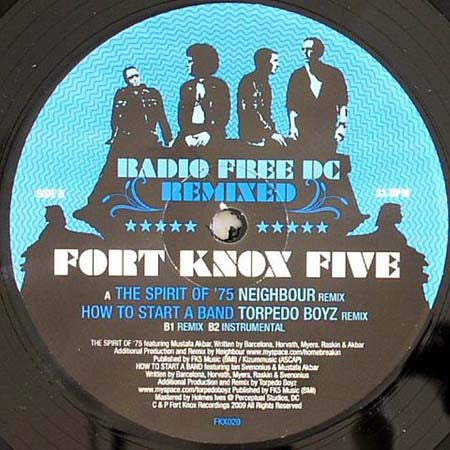 RADIO FREE DC
REMIXED
SIDE A 33 RPM
★★★★★ ★★★★★
FORT KNOX FIVE
A THE SPIRIT OF '75 NEIGHBOUR REMIX
HOW TO START A BAND TORPEDO BOYZ REMIX
B1 REMIX B2 INSTRUMENTAL
THE SPIRIT OF '75 featuring Mustafa Akbar, Written by Barcelona, Horvath, Myers, Raskin & Akbar
Additional Production and Remix by Neighbour www.myspace.com/homebreakin
Published by FK5 Music (BMI) / Kizummusic (ASCAP)
HOW TO START A BAND featuring Ian Svenonius & Mustafa Akbar
Written by Barcelona, Horvath, Myers, Raskin & Svenonius
Additional Production and Remix by Torpedo Boyz
www.myspace.com/torpedoboyz Published by FK5 Music (BMI)
Mastered by Holmes Ives @ Perceptual Studios, DC
C & P Fort Knox Recordings 2009 All Rights Reserved
FKX020